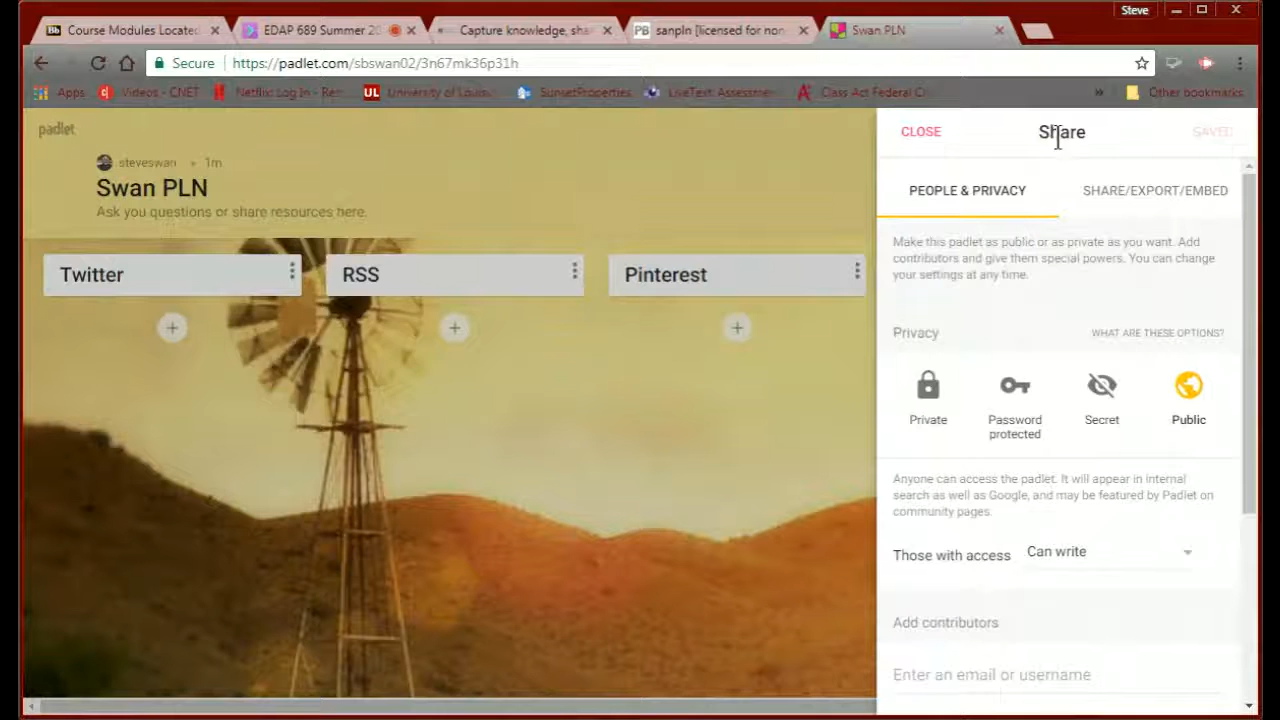 Steve
Course Modules Located
EDAP 689 Summer 20
Capture knowledge, sha
sanpln [licensed for non
Swan PLN
Secure
https://padlet.com/sbswan02/3n67mk36p31h
Apps
Videos - CNET
Netflix Log In - Re
University of Louis
SunsetProperties
LiveText: Assessme
Class Act Federal C
»
Other bookmarks
padlet
steveswan • 1m
Swan PLN
Ask you questions or share resources here.
Twitter
RSS
Pinterest
CLOSE
Share
SAVED
PEOPLE & PRIVACY
SHARE/EXPORT/EMBED
Make this padlet as public or as private as you want. Add
contributors and give them special powers. You can change
your settings at any time.
Privacy
WHAT ARE THESE OPTIONS?
Private
Password
protected
Secret
Public
Anyone can access the padlet. It will appear in internal
search as well as Google, and may be featured by Padlet on
community pages.
Those with access
Can write
Add contributors
Enter an email or username